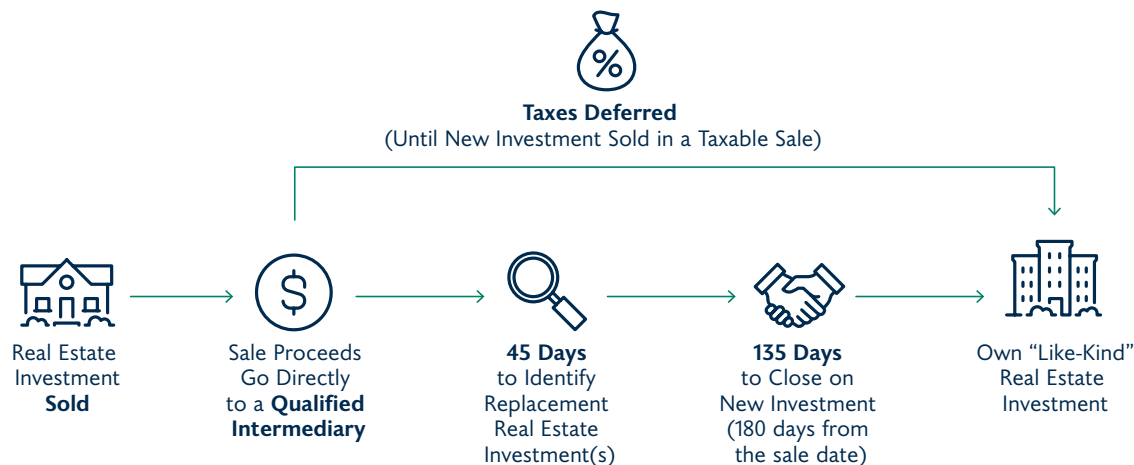 %
Taxes Deferred
(Until New Investment Sold in a Taxable Sale)
$
Real Estate
Investment
Sold
Sale Proceeds
Go Directly
to a Qualified
Intermediary
45 Days
to Identify
Replacement
Real Estate
Investment(s)
135 Days
to Close on
New Investment
(180 days from
the sale date)
Own “Like-Kind”
Real Estate
Investment